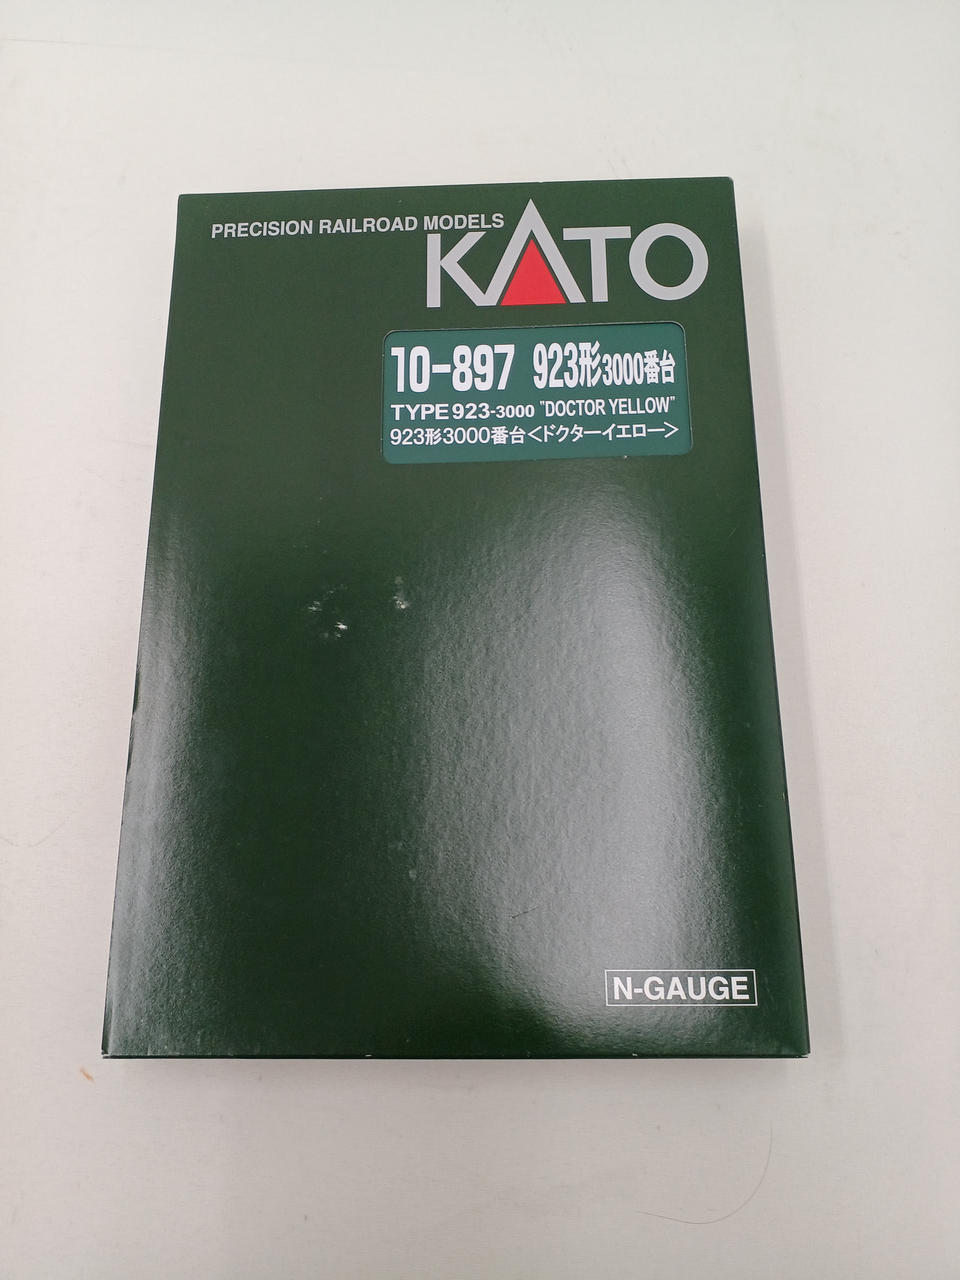 PRECISION RAILROAD MODELS
KATO
10-897 923形3000番台
TYPE 923-3000 "DOCTOR YELLOW"
923形3000番台<ドクターイエロー>
N-GAUGE